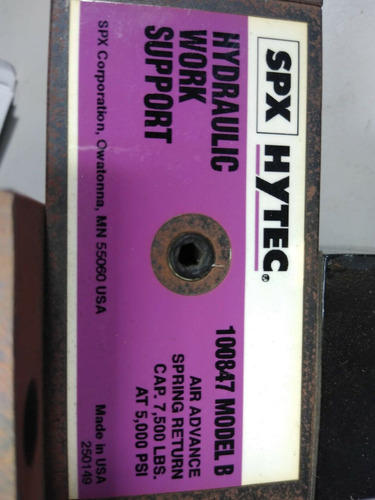 SPX HYTEC®
HYDRAULIC
WORK
SUPPORT
100847 MODEL B
AIR ADVANCE
SPRING RETURN
CAP. 7,500 LBS.
AT 5,000 PSI
SPX Corporation, Owatonna, MN 55060 USA
Made in USA
250149